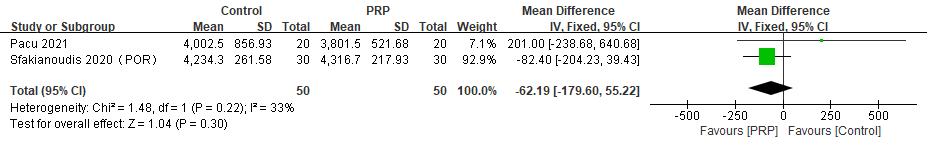 Control PRP Mean Difference Mean Difference
Study or Subgroup Mean SD Total Mean SD Total Weight IV, Fixed, 95% CI IV, Fixed, 95% CI
Pacu 2021 4,002.5 856.93 20 3,801.5 521.68 20 7.1% 201.00 [-238.68, 640.68]
Sfakianoudis 2020 (POR) 4,234.3 261.58 30 4,316.7 217.93 30 92.9% -82.40 [-204.23, 39.43]
Total (95% CI) 50 50 100.0% -62.19 [-179.60, 55.22]
Heterogeneity: Chi² = 1.48, df = 1 (P = 0.22); I² = 33%
Test for overall effect: Z = 1.04 (P = 0.30)
-500 -250 0 250 500
Favours [PRP] Favours [Control]